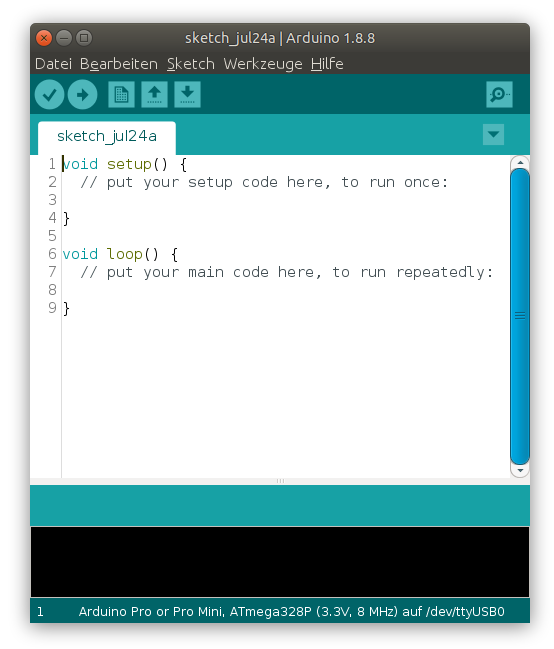 sketch_jul24a | Arduino 1.8.8
Datei Bearbeiten Sketch Werkzeuge Hilfe
sketch_jul24a
1 void setup() {
2   // put your setup code here, to run once:
3
4 }
5
6 void loop() {
7   // put your main code here, to run repeatedly:
8
9 }
1 Arduino Pro or Pro Mini, ATmega328P (3.3V, 8 MHz) auf /dev/ttyUSB0